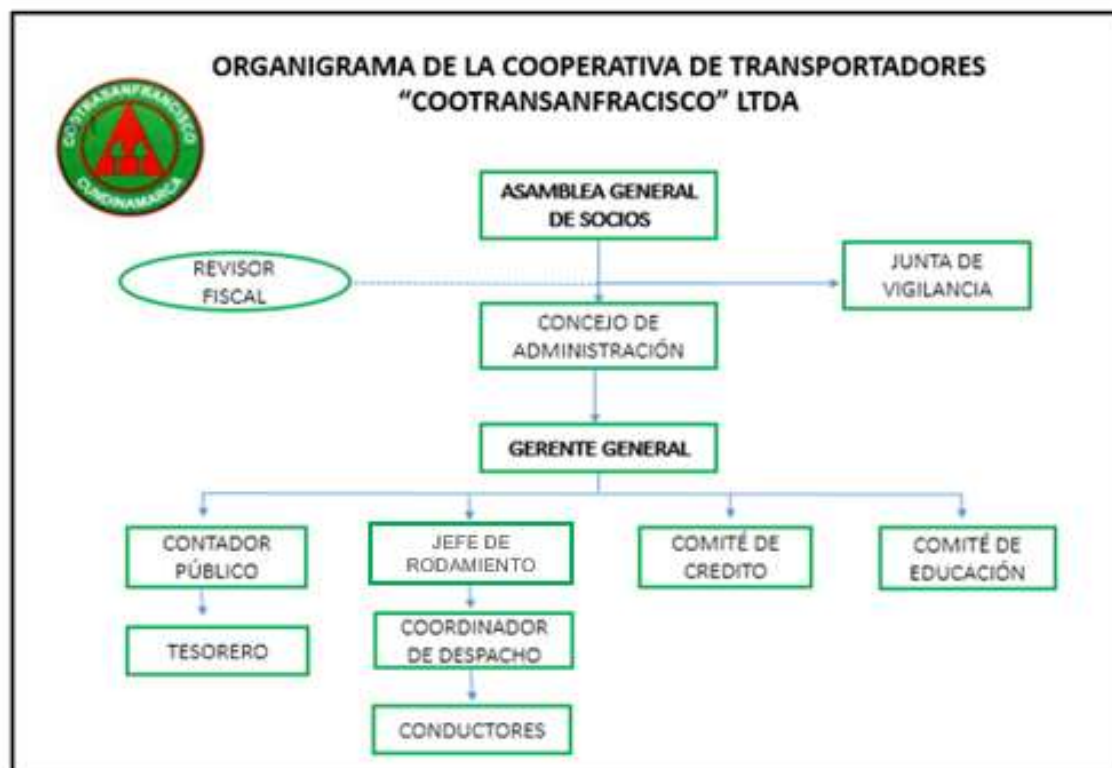 ORGANIGRAMA DE LA COOPERATIVA DE TRANSPORTADORES
“COOTRANSANFRACISCO” LTDA
COOTRASANFRANCISCO
CUNDINAMARCA
ASAMBLEA GENERAL
DE SOCIOS
REVISOR
FISCAL
JUNTA DE
VIGILANCIA
CONCEJO DE
ADMINISTRACIÓN
GERENTE GENERAL
CONTADOR
PÚBLICO
JEFE DE
RODAMIENTO
COMITÉ DE
CREDITO
COMITÉ DE
EDUCACIÓN
TESORERO
COORDINADOR
DE DESPACHO
CONDUCTORES